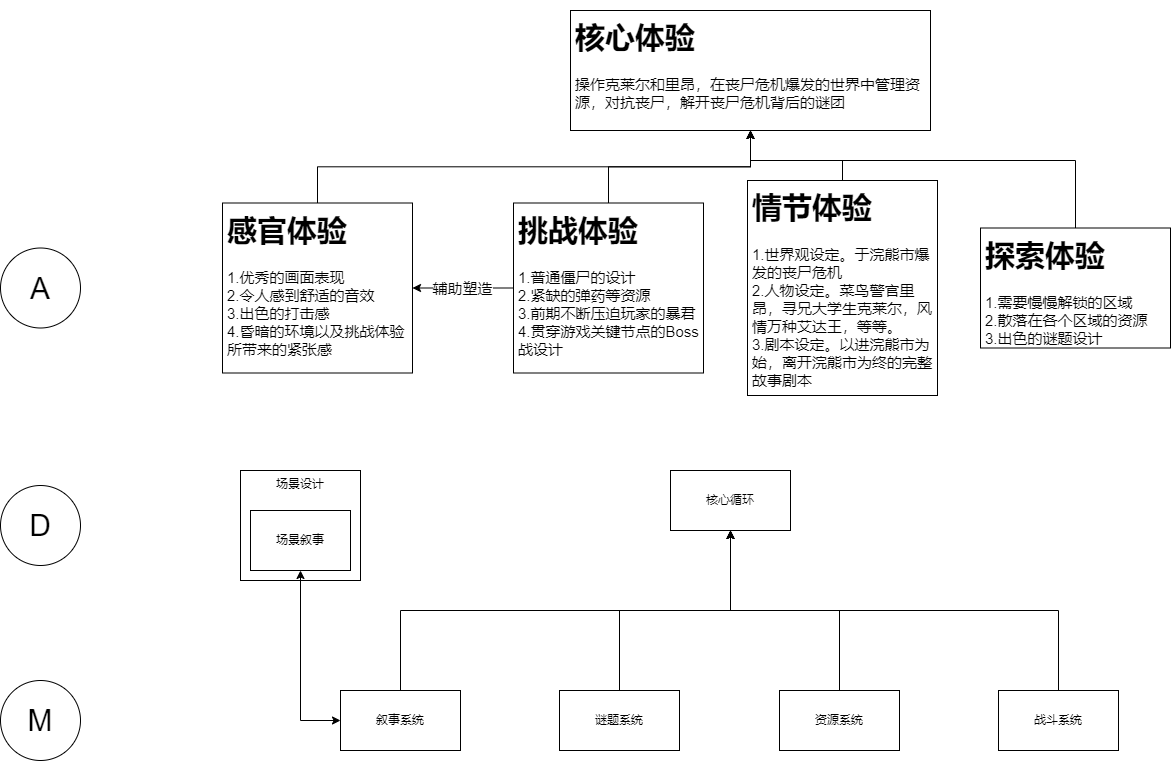 核心体验
操作克莱尔和里昂，在丧尸危机爆发的世界中管理资
源，对抗丧尸，解开丧尸危机背后的谜团
A
感官体验
1.优秀的画面表现
2.令人感到舒适的音效
3.出色的打击感
4.昏暗的环境以及挑战体验
所带来的紧张感
辅助塑造
挑战体验
1.普通僵尸的设计
2.紧缺的弹药等资源
3.前期不断压迫玩家的暴君
4.贯穿游戏关键节点的Boss
战设计
情节体验
1.世界观设定。于浣熊市爆
发的丧尸危机
2.人物设定。菜鸟警官里
昂，寻兄大学生克莱尔，风
情万种艾达王，等等。
3.剧本设定。以进浣熊市为
始，离开浣熊市为终的完整
故事剧本
探索体验
1.需要慢慢解锁的区域
2.散落在各个区域的资源
3.出色的谜题设计
D
场景设计
场景叙事
核心循环
M
叙事系统
谜题系统
资源系统
战斗系统